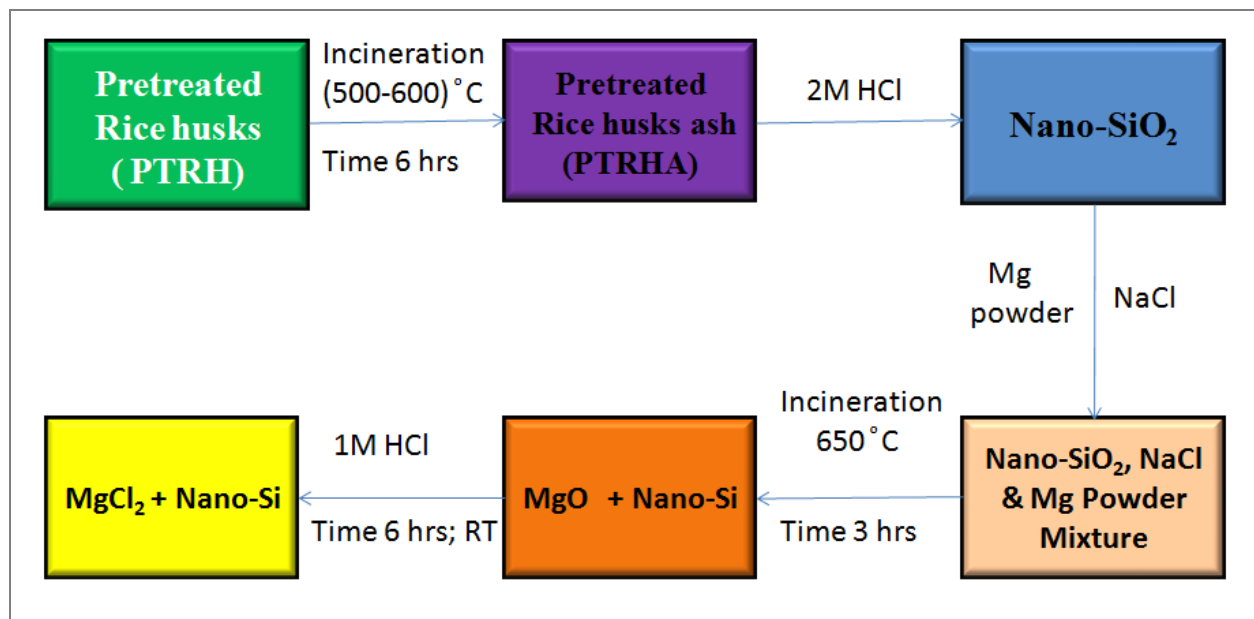 Pretreated
Rice husks
( PTRH)
Incineration
(500-600)˚C
Time 6 hrs
Pretreated
Rice husks ash
(PTRHA)
2M HCl
Nano-SiO₂
Mg
powder
NaCl
Nano-SiO₂, NaCl
& Mg Powder
Mixture
Incineration
650˚C
Time 3 hrs
MgO + Nano-Si
1M HCl
Time 6 hrs; RT
MgCl₂ + Nano-Si